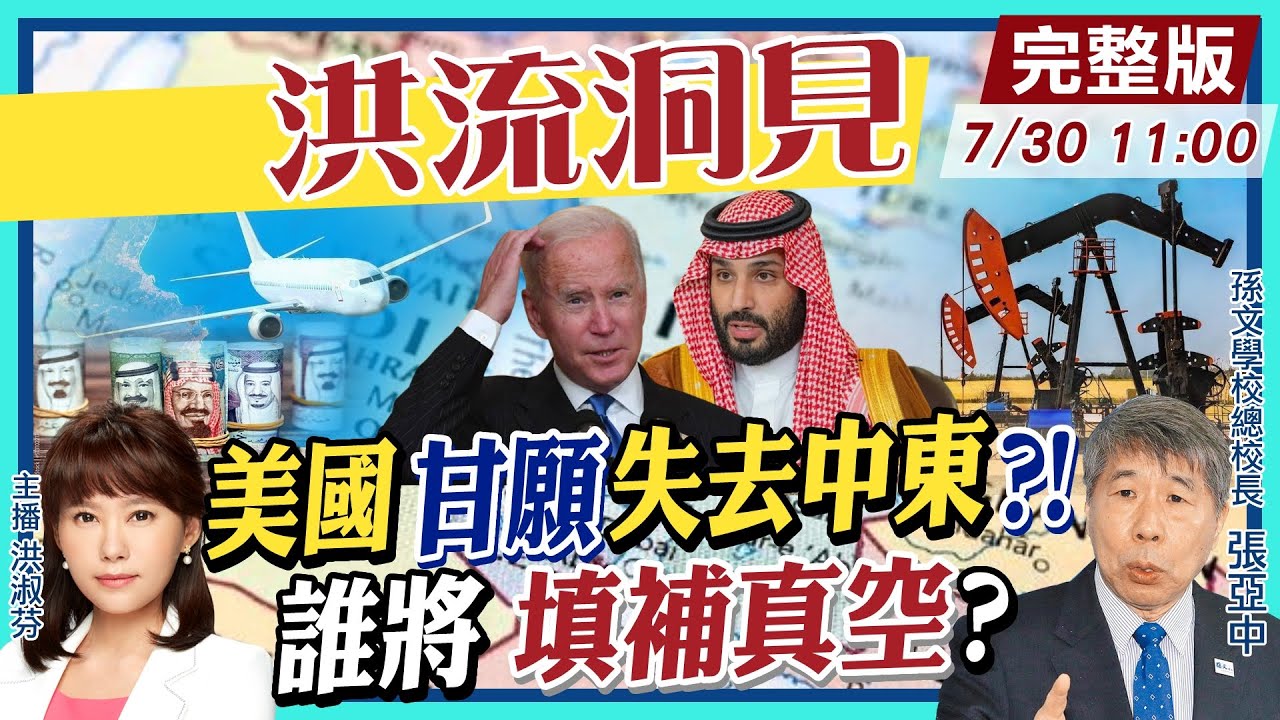 洪流洞見
完整版
7/30 11:00
美國甘願失去中東?!
誰將填補真空?
主播 洪淑芬
孫文學校總校長 張亞中